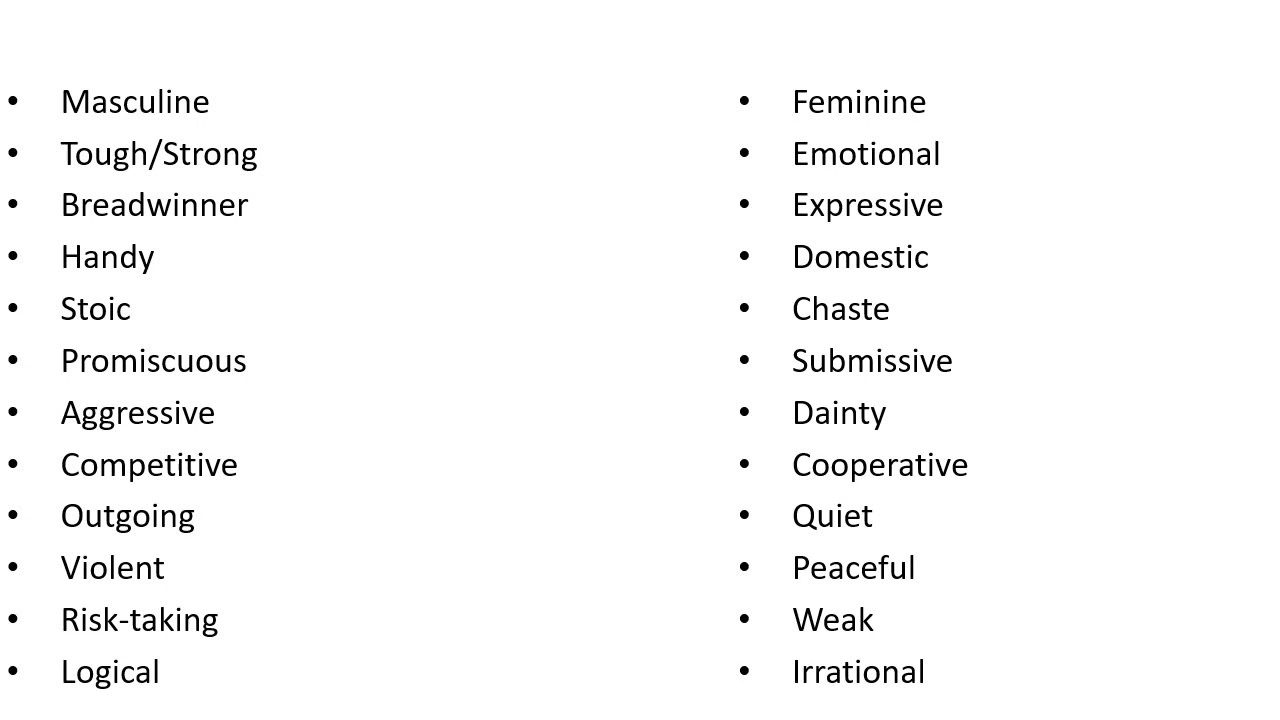 • Masculine
• Tough/Strong
• Breadwinner
• Handy
• Stoic
• Promiscuous
• Aggressive
• Competitive
• Outgoing
• Violent
• Risk-taking
• Logical
• Feminine
• Emotional
• Expressive
• Domestic
• Chaste
• Submissive
• Dainty
• Cooperative
• Quiet
• Peaceful
• Weak
• Irrational